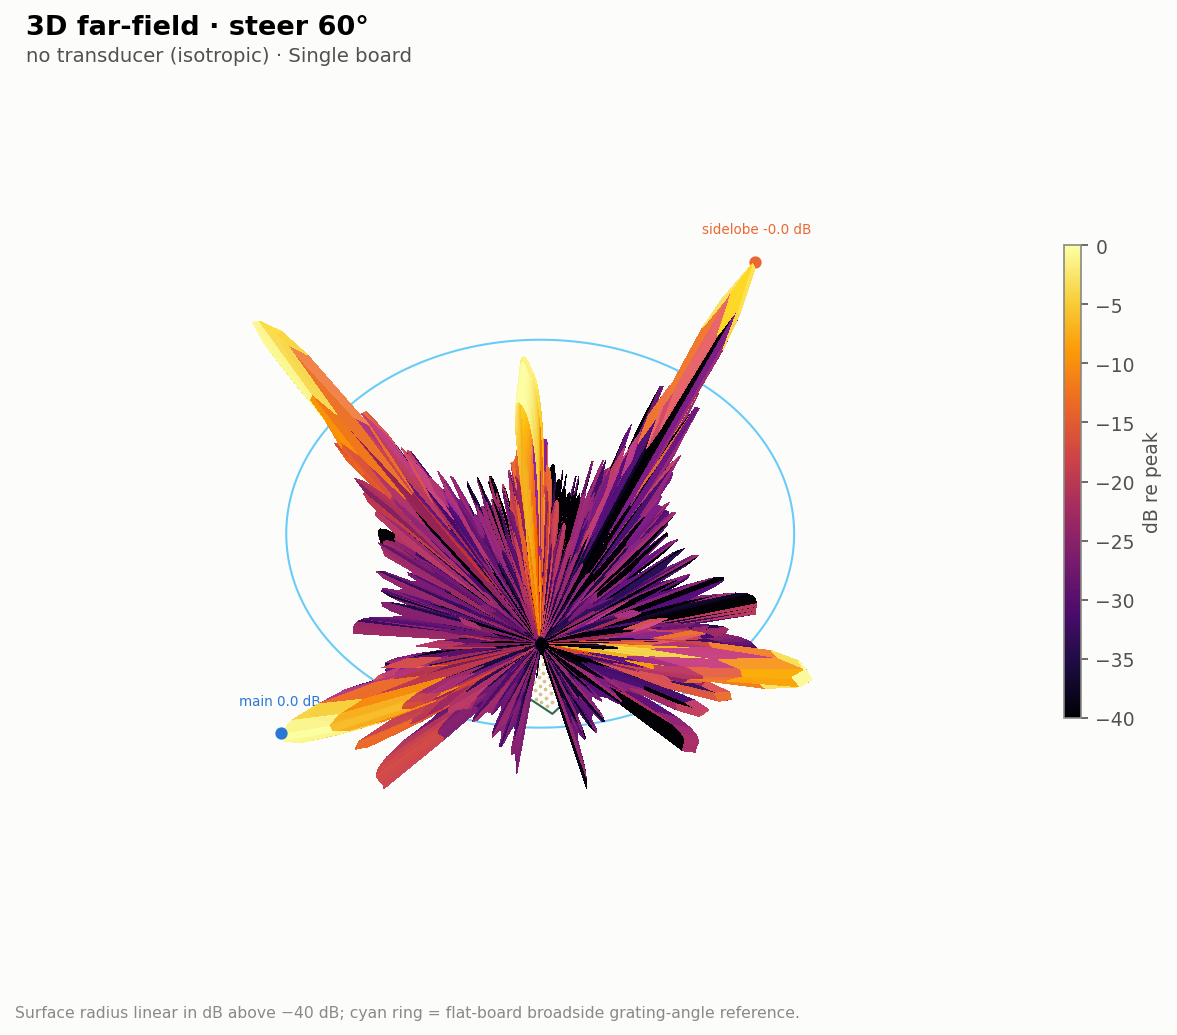 3D far-field · steer 60°
no transducer (isotropic) · Single board
sidelobe -0.0 dB
main 0.0 dB
0
−5
−10
−15
−20
−25
−30
−35
−40
dB re peak
Surface radius linear in dB above −40 dB; cyan ring = flat-board broadside grating-angle reference.